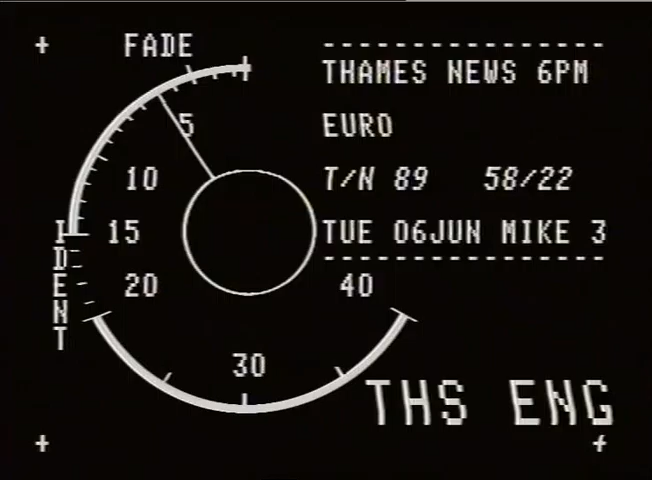 FADE
THAMES NEWS 6PM
5
EURO
10
T/N 89 58/22
15
TUE 06JUN MIKE 3
IDENT
20
40
30
THS ENG